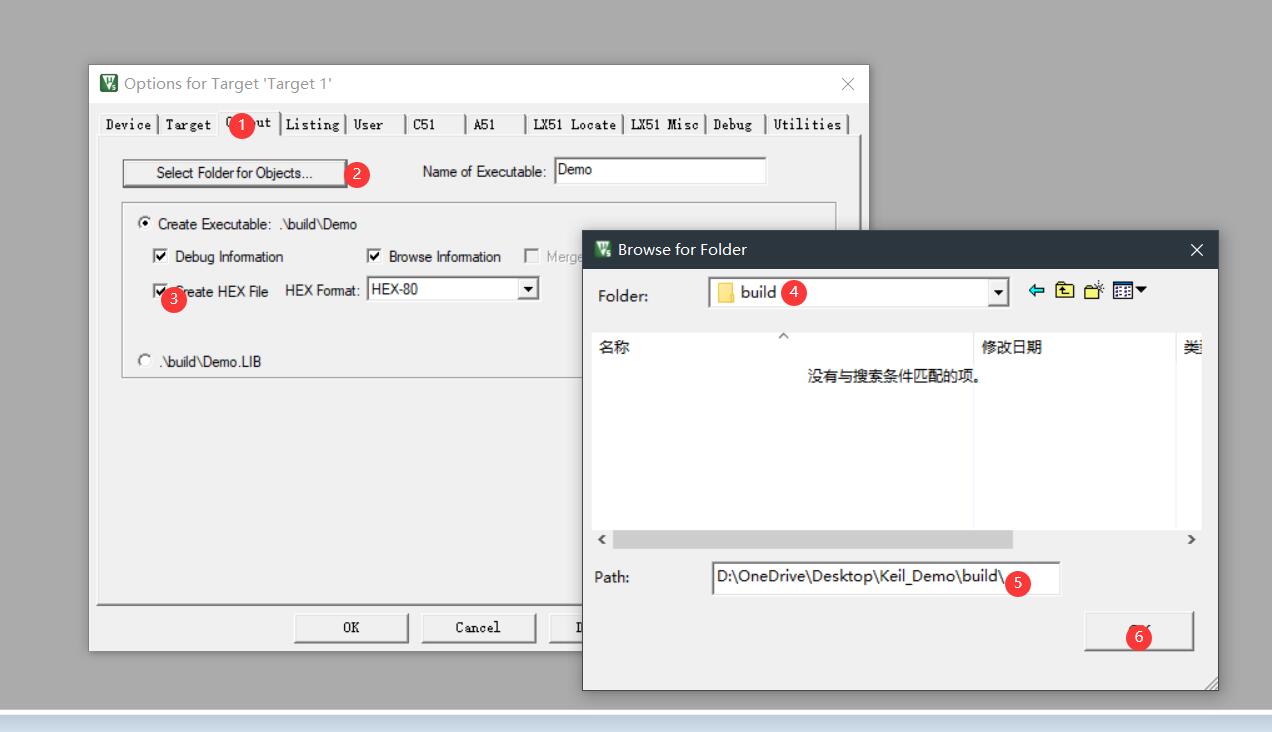 Options for Target 'Target 1'
Device Target 1 ut Listing User C51 A51 LX51 Locate LX51 Misc Debug Utilities
Select Folder for Objects... 2 Name of Executable: Demo
Create Executable: .\build\Demo
Debug Information Browse Information Merge
3 reate HEX File HEX Format: HEX-80
.\build\Demo.LIB
OK Cancel D
Browse for Folder
Folder: build 4
名称 修改日期
没有与搜索条件匹配的项。
Path: D:\OneDrive\Desktop\Keil_Demo\build\ 5
6